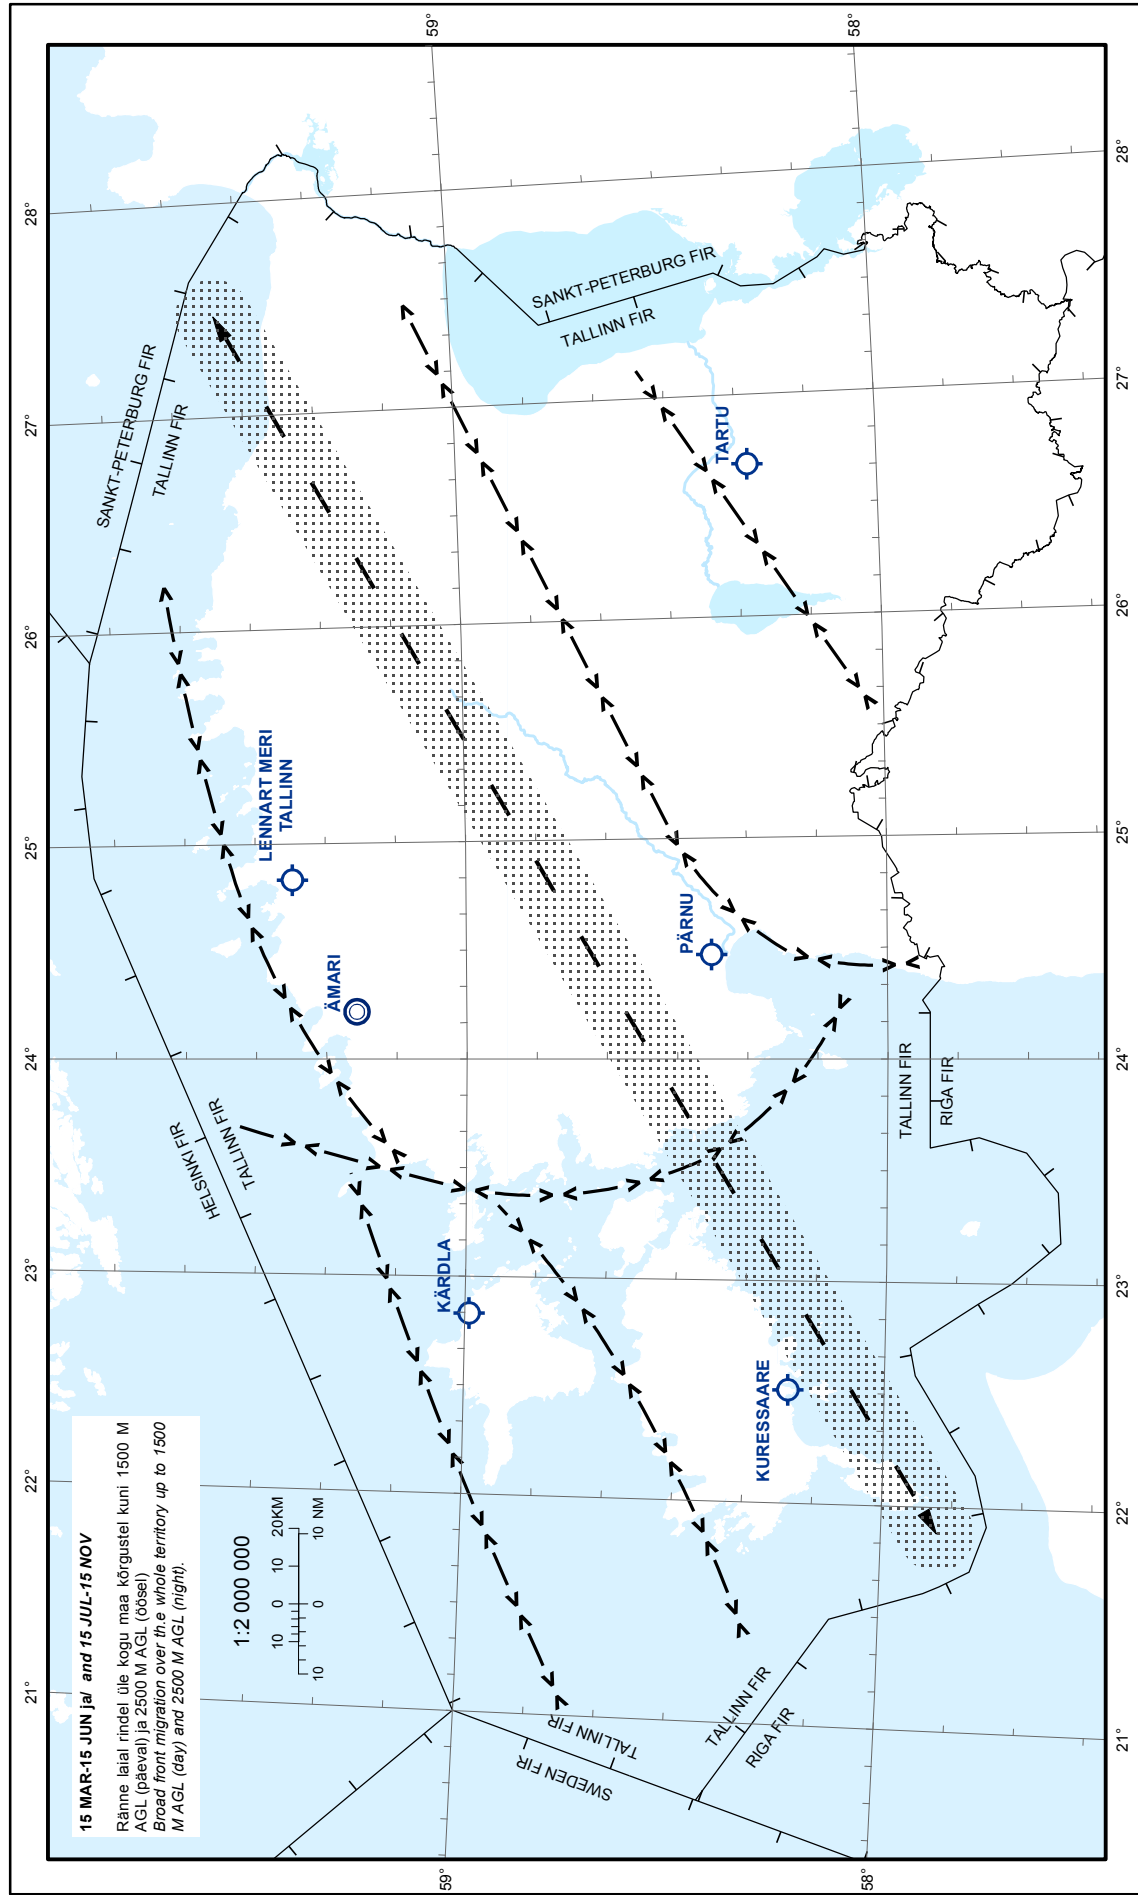 15 MAR-15 JUN ja/ and 15 JUL-15 NOV
Ränne laial rindel üle kogu maa kõrgustel kuni 1500 M
AGL (päeval) ja 2500 M AGL (öösel)
Broad front migration over th.e whole territory up to 1500
M AGL (day) and 2500 M AGL (night).
1:2 000 000
10 0 10 20KM
10 0 10 NM
21°
22°
23°
24°
25°
26°
27°
28°
59°
58°
59°
58°
21°
22°
23°
24°
25°
26°
27°
28°
HELSINKI FIR
TALLINN FIR
SANKT-PETERBURG FIR
TALLINN FIR
SANKT-PETERBURG FIR
TALLINN FIR
SWEDEN FIR
TALLINN FIR
TALLINN FIR
RIGA FIR
TALLINN FIR
RIGA FIR
LENNART MERI
TALLINN
ÄMARI
KÄRDLA
KURESSAARE
PÄRNU
TARTU